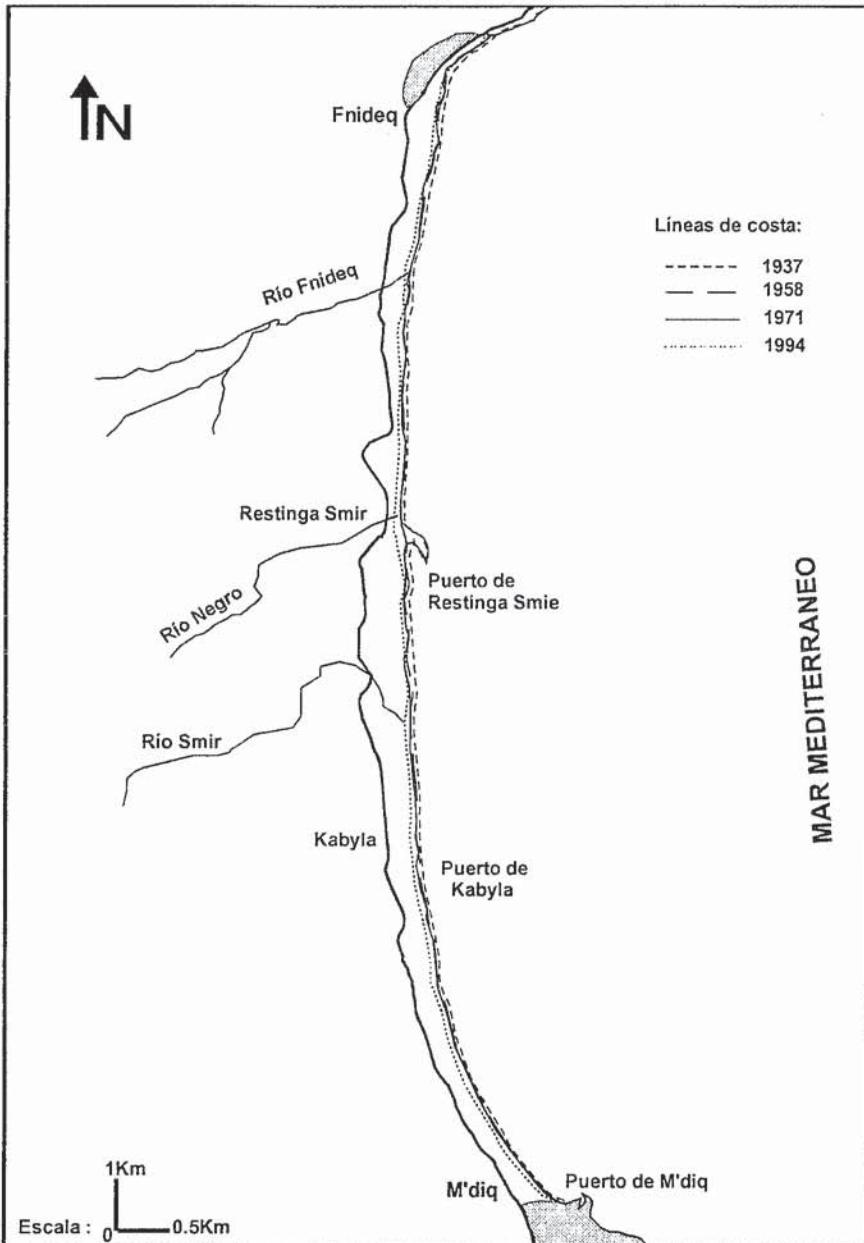 N
Fnideq
Líneas de costa:
1937
1958
1971
1994
Río Fnideq
Restinga Smir
Puerto de
Restinga Smie
Río Negro
MAR MEDITERRANEO
Río Smir
Kabyla
Puerto de
Kabyla
M'diq
Puerto de M'diq
1Km
Escala :
0
0.5Km